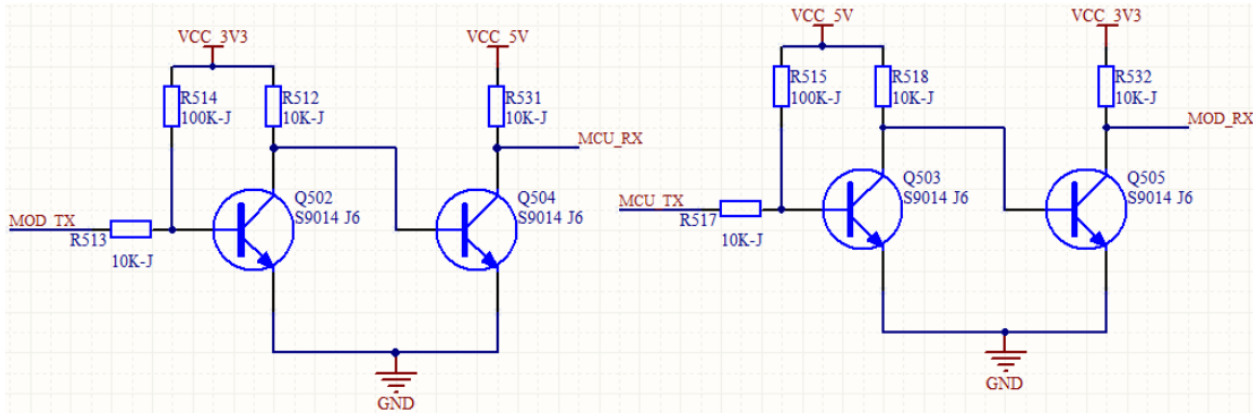 VCC_3V3
VCC_5V
R514
100K-J
R512
10K-J
R531
10K-J
MCU_RX
Q502
S9014 J6
Q504
S9014 J6
MOD_TX
R513
10K-J
GND
VCC_5V
VCC_3V3
R515
100K-J
R518
10K-J
R532
10K-J
MOD_RX
Q503
S9014 J6
Q505
S9014 J6
MCU_TX
R517
10K-J
GND